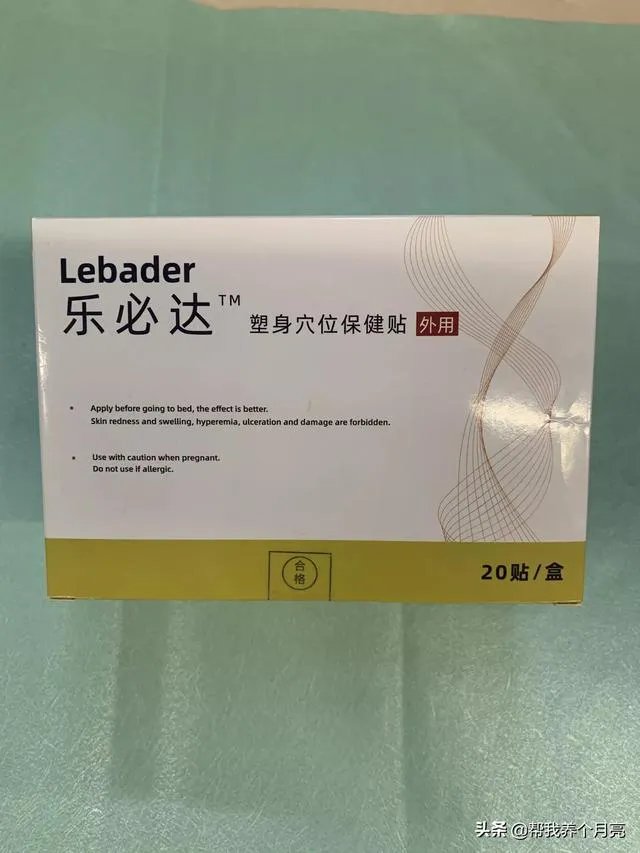 Lebader
乐必达™ 塑身穴位保健贴 外用
• Apply before going to bed, the effect is better.
Skin redness and swelling, hyperemia, ulceration and damage are forbidden.
• Use with caution when pregnant.
Do not use if allergic.
合格
20贴/盒
头条 @帮我养个月亮